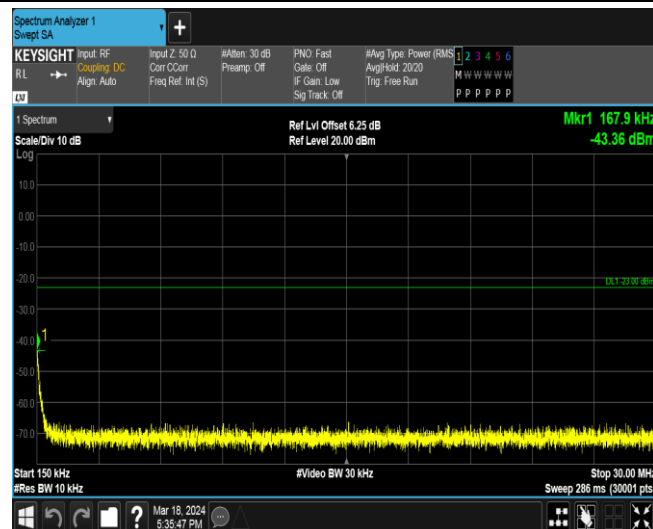 Spectrum Analyzer 1
Swept SA
+
KEYSIGHT
RL
Input: RF
Coupling: DC
Align: Auto
Input Z: 50 Ω
Corr CCorr
Freq Ref: Int (S)
#Atten: 30 dB
Preamp: Off
PNO: Fast
Gate: Off
IF Gain: Low
Sig Track: Off
#Avg Type: Power (RMS
Avg|Hold: 20/20
Trig: Free Run
1 2 3 4 5 6
M W W W W W
P P P P P P
LXI
1 Spectrum
Scale/Div 10 dB
Log
Ref Lvl Offset 6.25 dB
Ref Level 20.00 dBm
Mkr1 167.9 kHz
-43.36 dBm
10.0
0.00
-10.0
-20.0
DL1 -23.00 dBm
-30.0
1
-40.0
-50.0
-60.0
-70.0
Start 150 kHz
#Res BW 10 kHz
#Video BW 30 kHz
Stop 30.00 MHz
Sweep 286 ms (30001 pts
?
Mar 18, 2024
5:35:47 PM